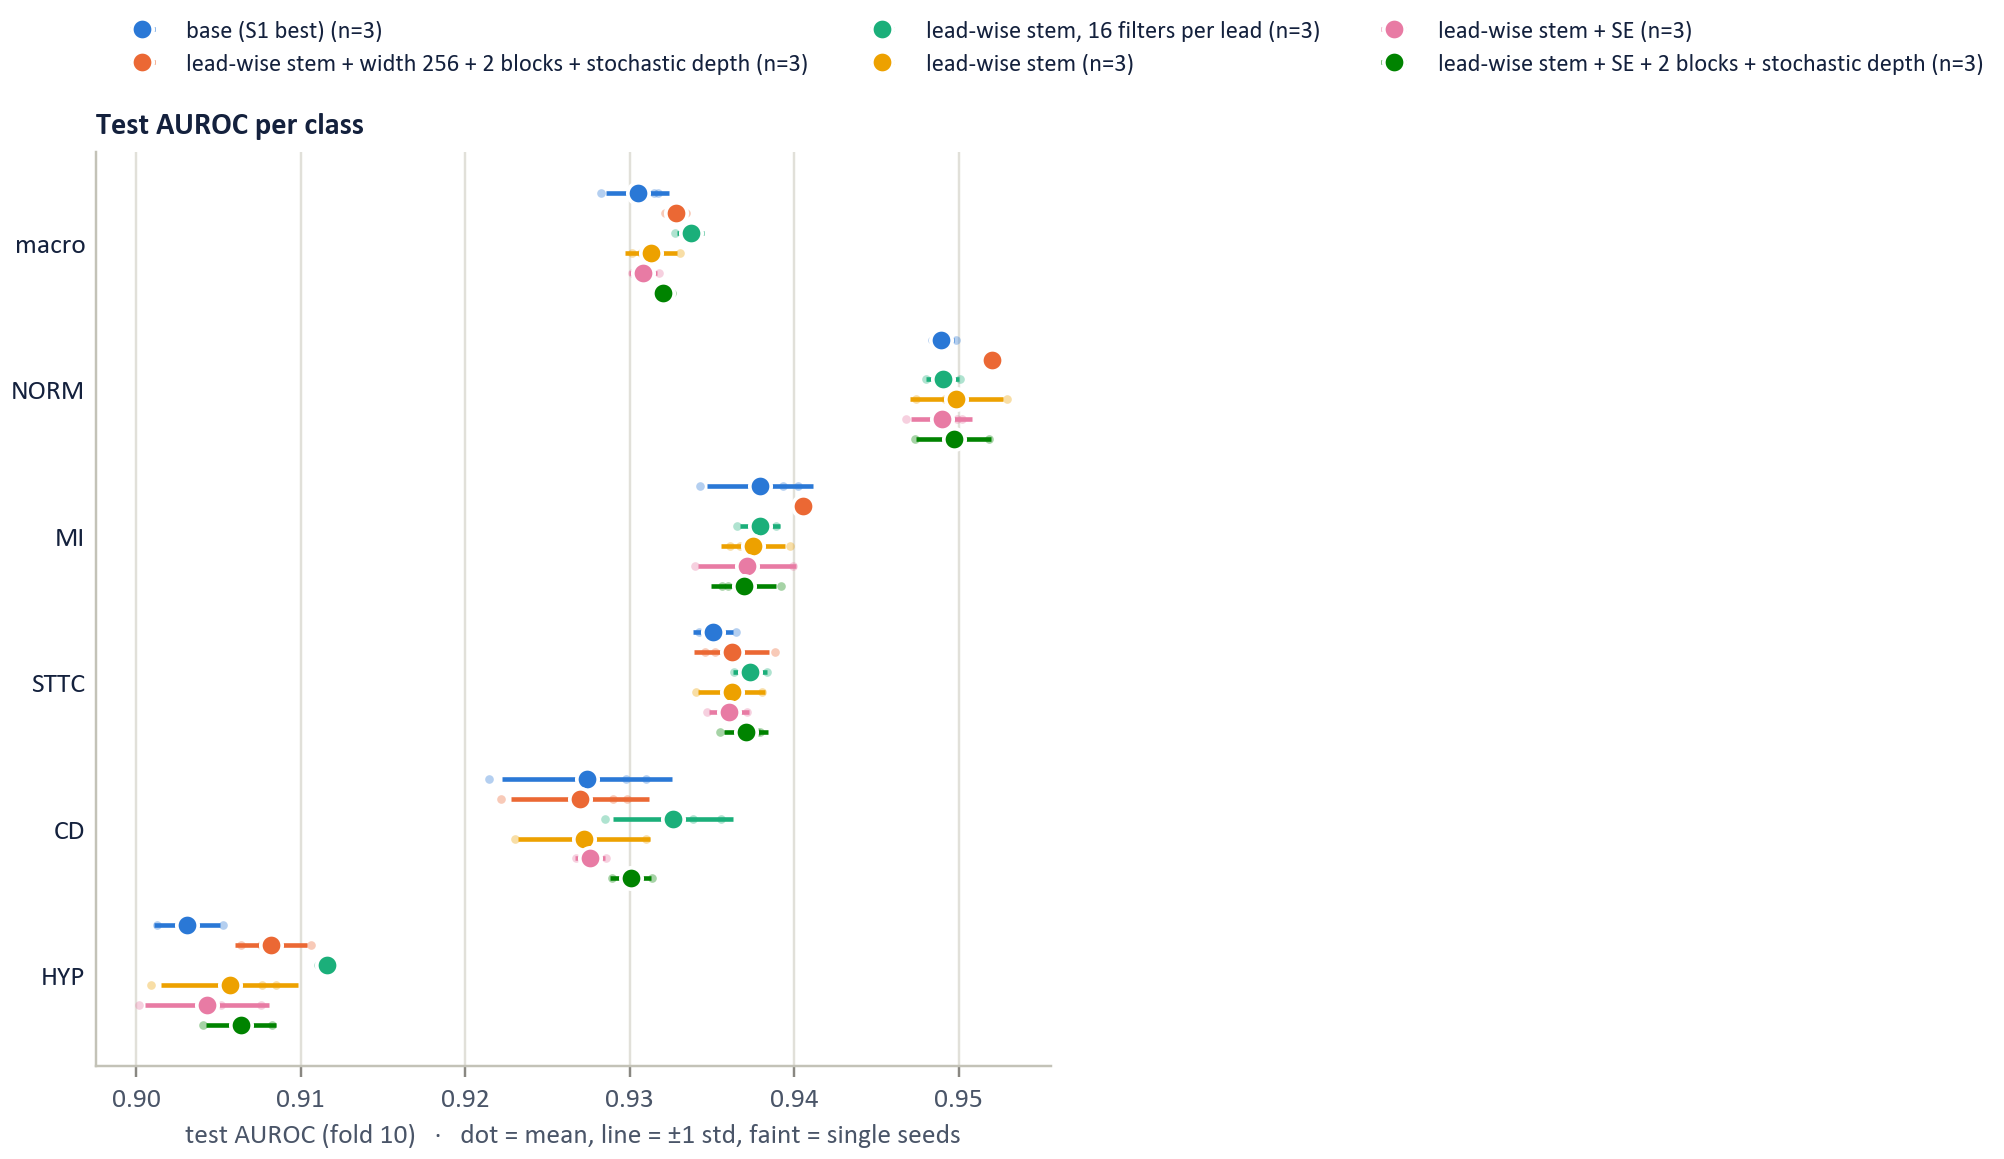 base (S1 best) (n=3)
lead-wise stem + width 256 + 2 blocks + stochastic depth (n=3)
lead-wise stem, 16 filters per lead (n=3)
lead-wise stem (n=3)
lead-wise stem + SE (n=3)
lead-wise stem + SE + 2 blocks + stochastic depth (n=3)
Test AUROC per class
macro
NORM
MI
STTC
CD
HYP
0.90 0.91 0.92 0.93 0.94 0.95
test AUROC (fold 10) · dot = mean, line = ±1 std, faint = single seeds